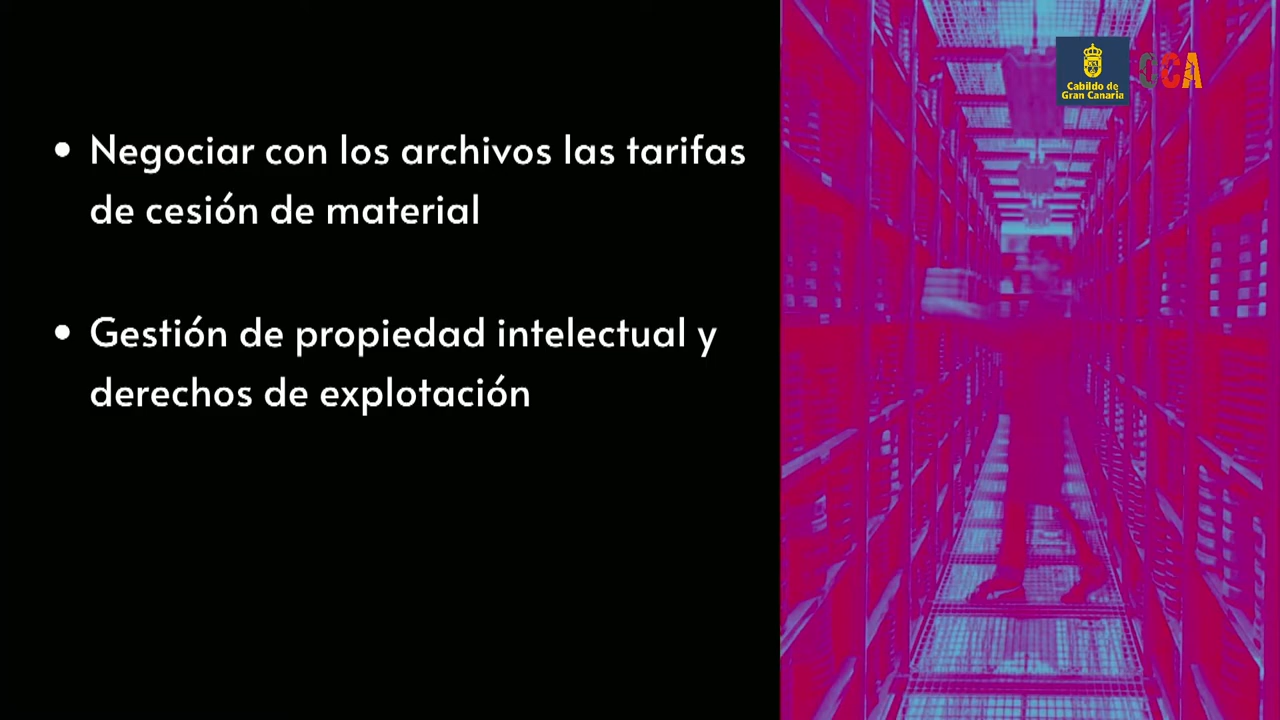 • Negociar con los archivos las tarifas
de cesión de material
• Gestión de propiedad intelectual y
derechos de explotación
Cabildo de
Gran Canaria
CCA